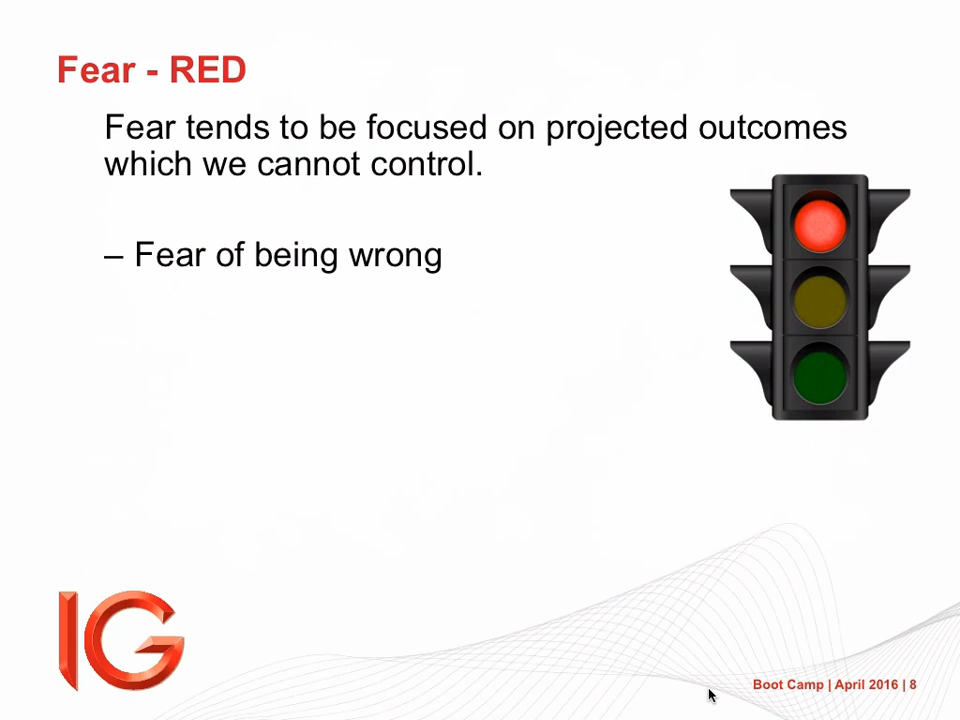 Fear - RED
Fear tends to be focused on projected outcomes
which we cannot control.
– Fear of being wrong
IG
Boot Camp | April 2016 | 8